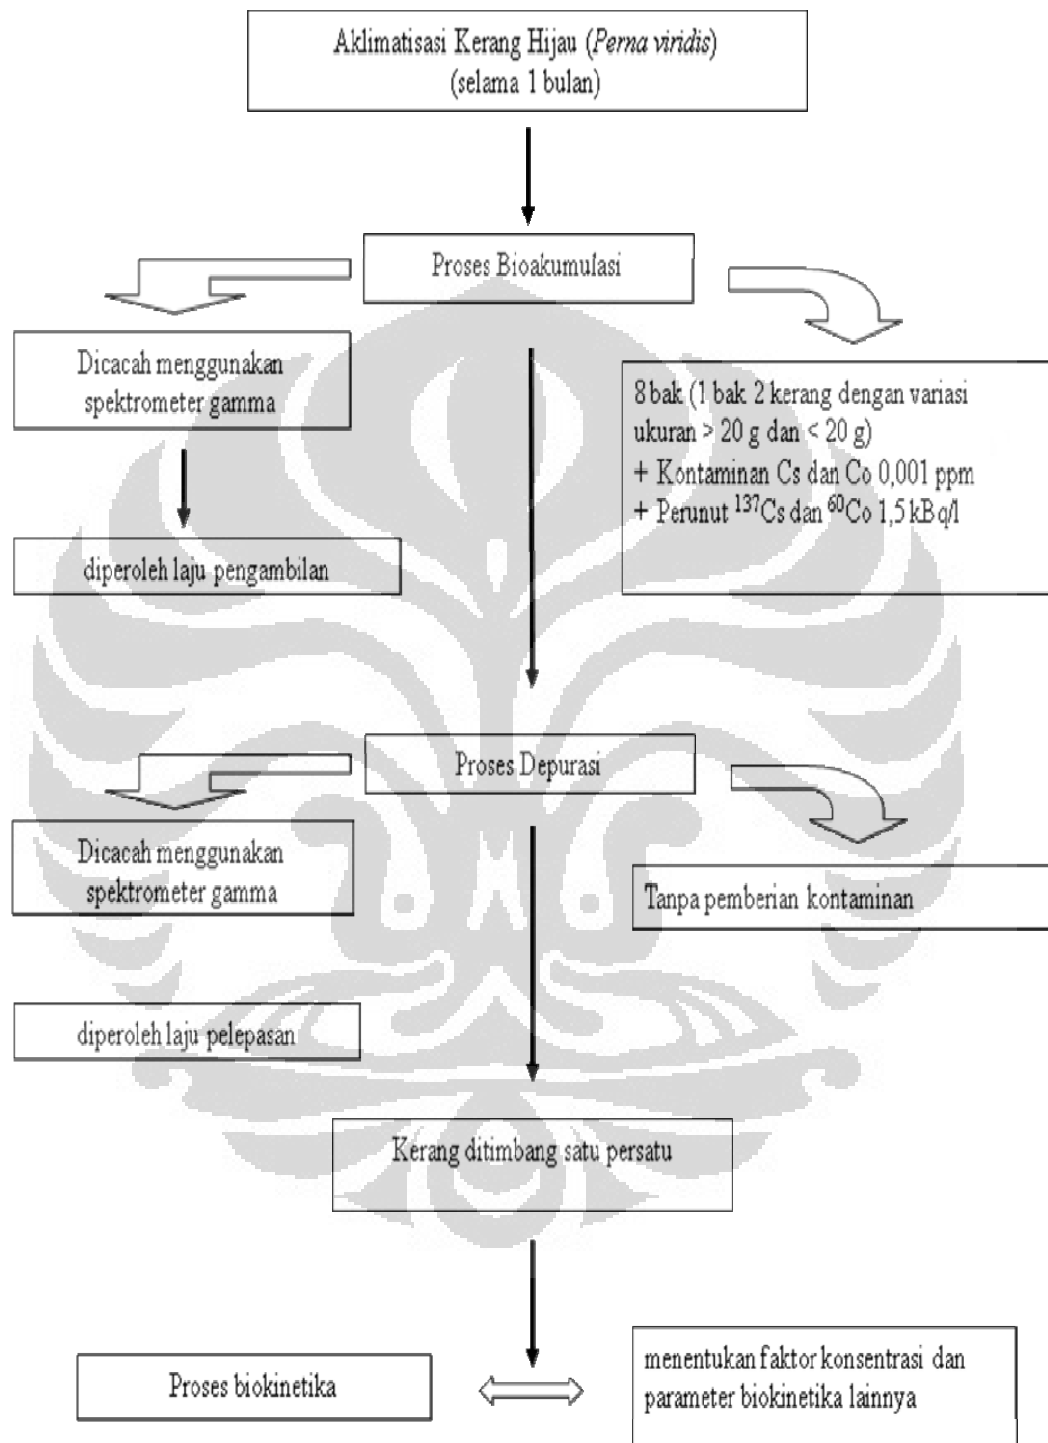 Aklimatisasi Kerang Hijau (Perna viridis)
(selama 1 bulan)
Proses Bioakumulasi
Dicacah menggunakan
spektrometer gamma
8 bak (1 bak 2 kerang dengan variasi
ukuran > 20 g dan < 20 g)
+ Kontaminan Cs dan Co 0,001 ppm
+ Perunut ¹³⁷Cs dan ⁶⁰Co 1,5 kBq/l
diperoleh laju pengambilan
Proses Depurasi
Dicacah menggunakan
spektrometer gamma
Tanpa pemberian kontaminan
diperoleh laju pelepasan
Kerang ditimbang satu persatu
Proses biokinetika
menentukan faktor konsentrasi dan
parameter biokinetika lainnya